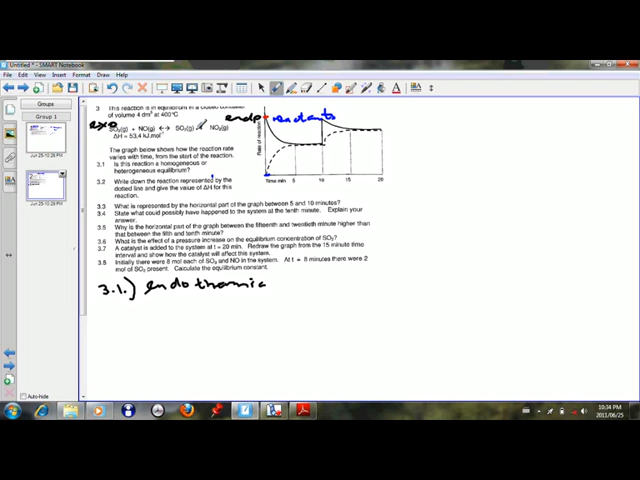 Untitled * - SMART Notebook
File Edit View Insert Format Tools Draw Help
Groups
Group 1
Jun 25-10:33 PM
Auto-hide
3 This reaction is in equilibrium in a closed container
of volume 4 dm³ at 400°C
endo reactants
SO₂(g) + NO(g) ↔ SO₃(g) NO₂(g)
ΔH = 53,4 kJ.mol⁻¹
The graph below shows how the reaction rate
varies with time, from the start of the reaction.
3.1 Is this reaction a homogeneous or
heterogeneous equilibrium?
3.2 Write down the reaction represented by the
dotted line and give the value of ΔH for this
reaction.
Rate of reaction
Time min 5 10 15 20
3.3 What is represented by the horizontal part of the graph between 5 and 10 minutes?
3.4 State what could possibly have happened to the system at the tenth minute. Explain your
answer.
3.5 Why is the horizontal part of the graph between the fifteenth and twentieth minute higher than
that between the fifth and tenth minute?
3.6 What is the effect of a pressure increase on the equilibrium concentration of SO₃?
3.7 A catalyst is added to the system at t = 20 min. Redraw the graph from the 15 minute time
interval and show how the catalyst will affect this system.
3.8 Initially there were 8 mol each of SO₂ and NO in the system. At t = 8 minutes there were 2
mol of SO₃ present. Calculate the equilibrium constant.
3.1.) endothermic
10:34 PM
2011/06/25